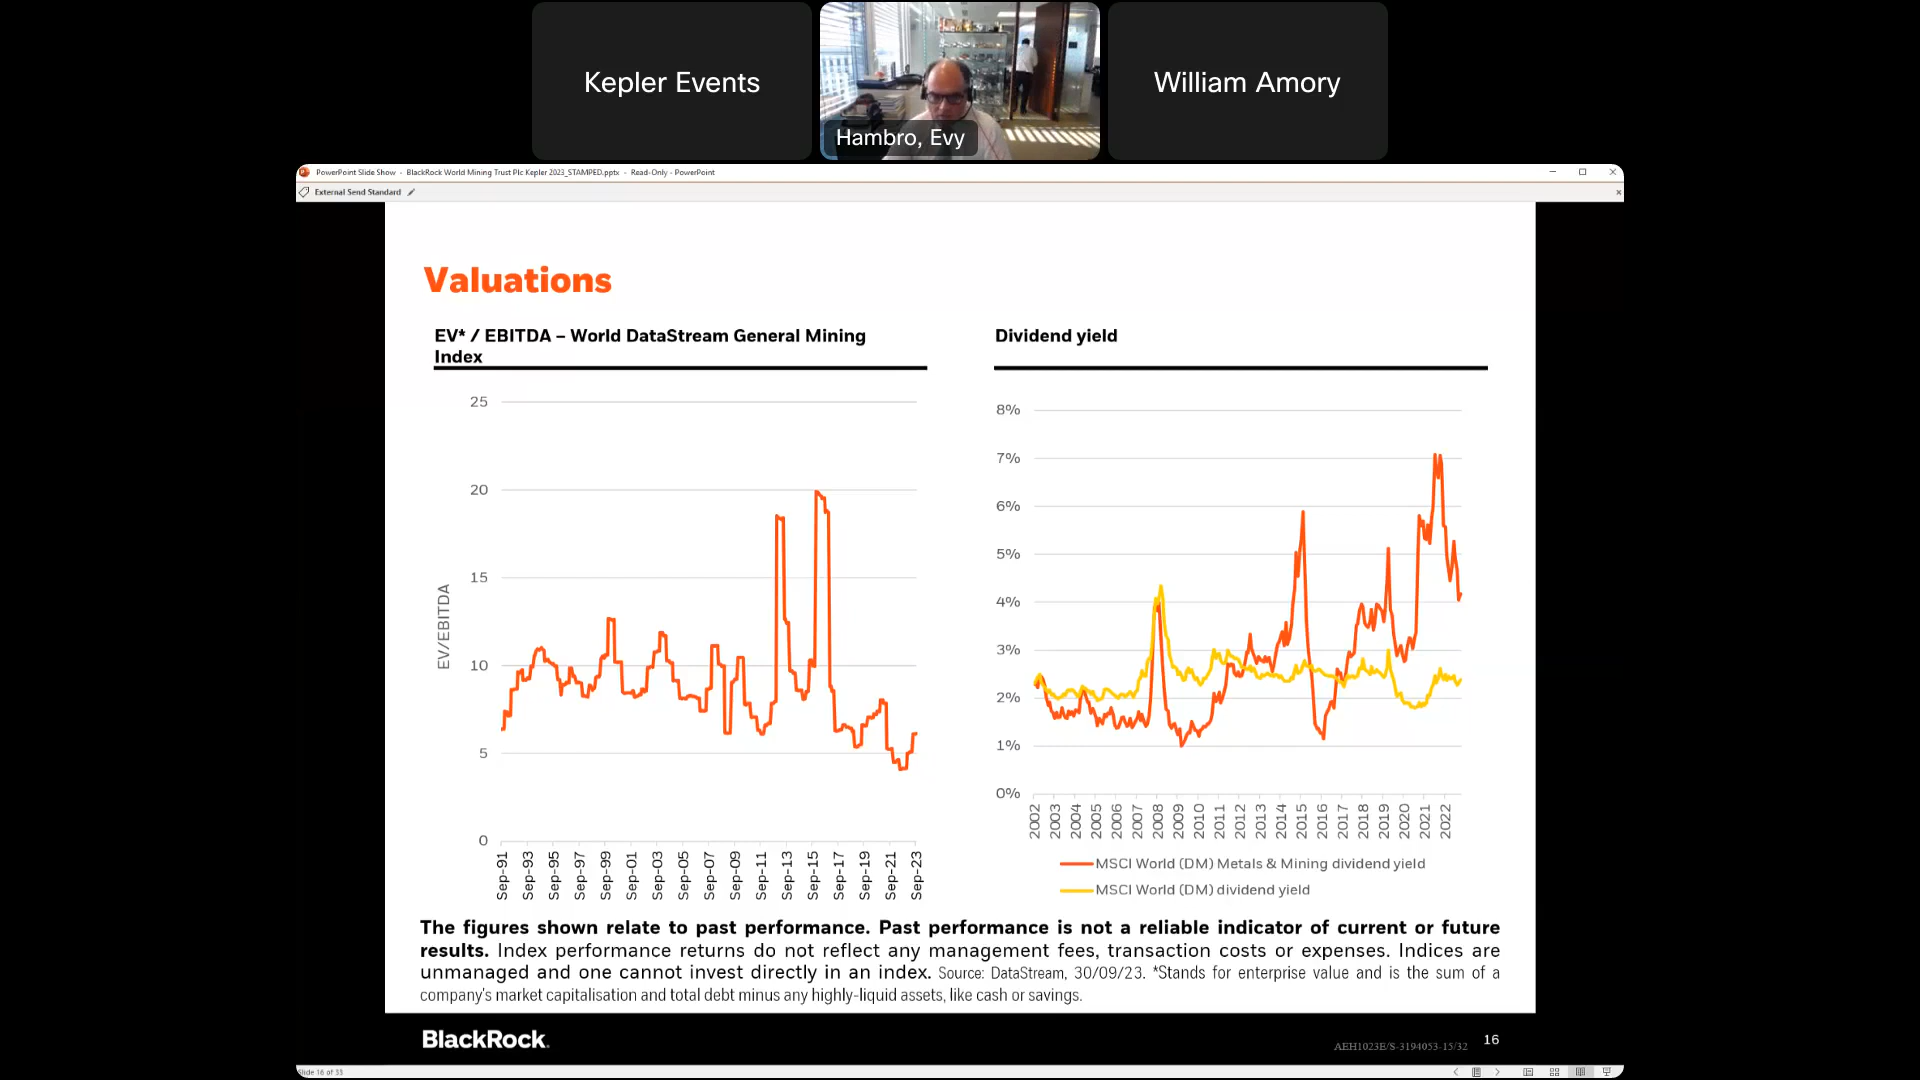 Kepler Events
Hambro, Evy
William Amory
PowerPoint Slide Show - BlackRock World Mining Trust Plc Kepler 2023_STAMPED.pptx - Read-Only - PowerPoint
External Send Standard
Valuations
EV* / EBITDA – World DataStream General Mining
Index
25
20
15
10
5
0
EV/EBITDA
Sep-91
Sep-93
Sep-95
Sep-97
Sep-99
Sep-01
Sep-03
Sep-05
Sep-07
Sep-09
Sep-11
Sep-13
Sep-15
Sep-17
Sep-19
Sep-21
Sep-23
Dividend yield
8%
7%
6%
5%
4%
3%
2%
1%
0%
2002
2003
2004
2005
2006
2007
2008
2009
2010
2011
2012
2013
2014
2015
2016
2017
2018
2019
2020
2021
2022
MSCI World (DM) Metals & Mining dividend yield
MSCI World (DM) dividend yield
The figures shown relate to past performance. Past performance is not a reliable indicator of current or future
results. Index performance returns do not reflect any management fees, transaction costs or expenses. Indices are
unmanaged and one cannot invest directly in an index. Source: DataStream, 30/09/23. *Stands for enterprise value and is the sum of a
company's market capitalisation and total debt minus any highly-liquid assets, like cash or savings.
BlackRock.
AEH1023E/S-3194053-15/32
16
Slide 16 of 33